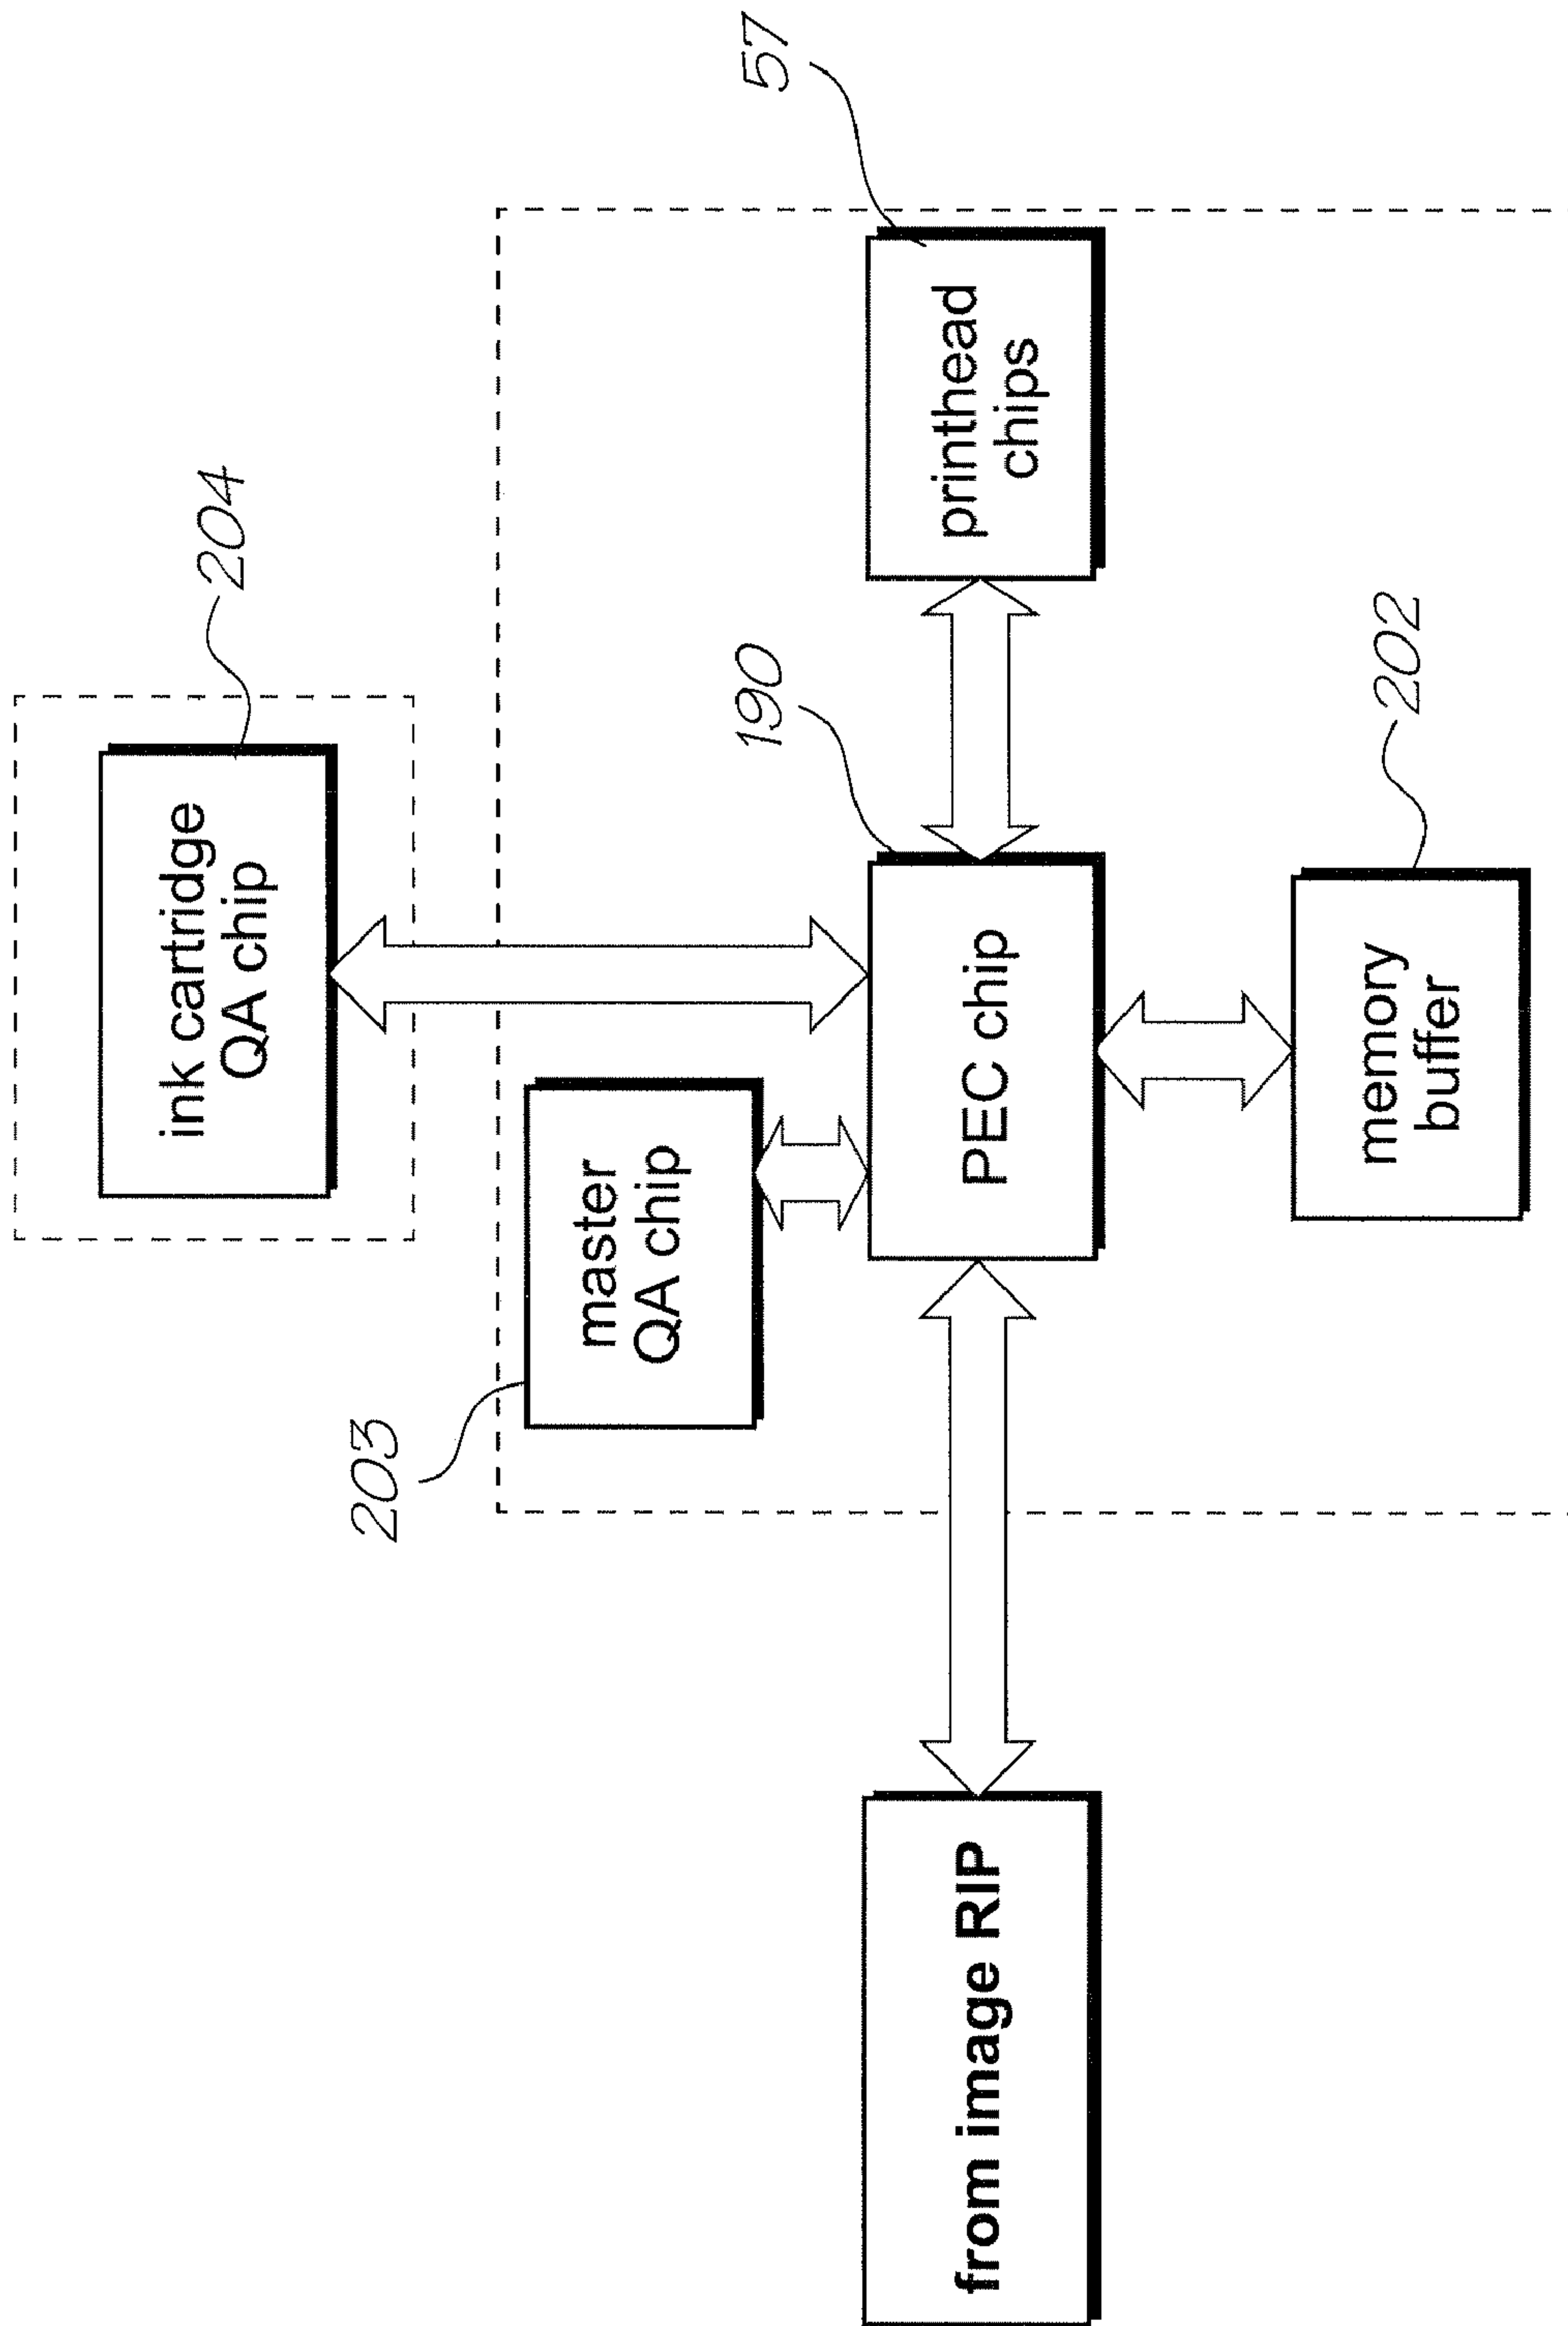 ink cartridge
QA chip
204
203
master
QA chip
from image RIP
PEC chip
190
printhead
chips
57
memory
buffer
202